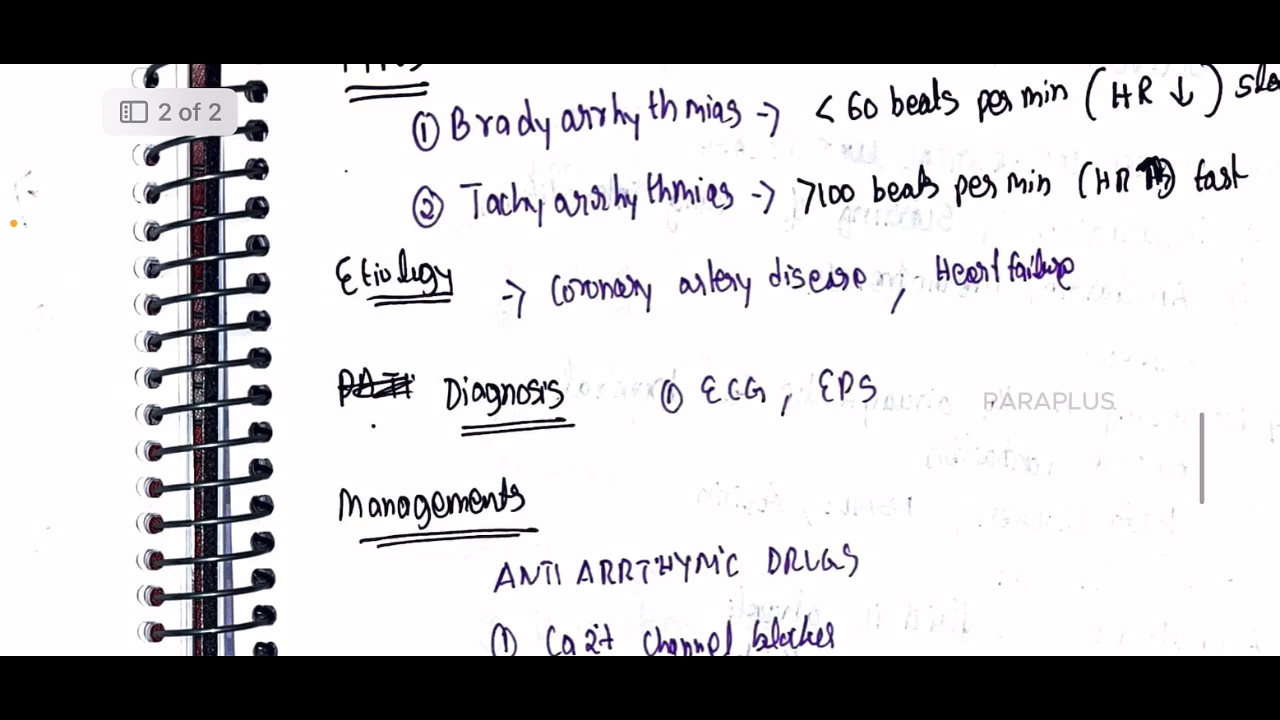 2 of 2
① Bradyarrhythmias -> < 60 beats per min (HR ↓)
② Tachyarrhythmias -> >100 beats per min (HR ↑) fast
Etiology -> Coronary artery disease, Heart failure
Diagnosis ① ECG, EPS
PARAPLUS
Managements
ANTI ARRTHYMIC DRUGS
① Ca2+ channel blocker